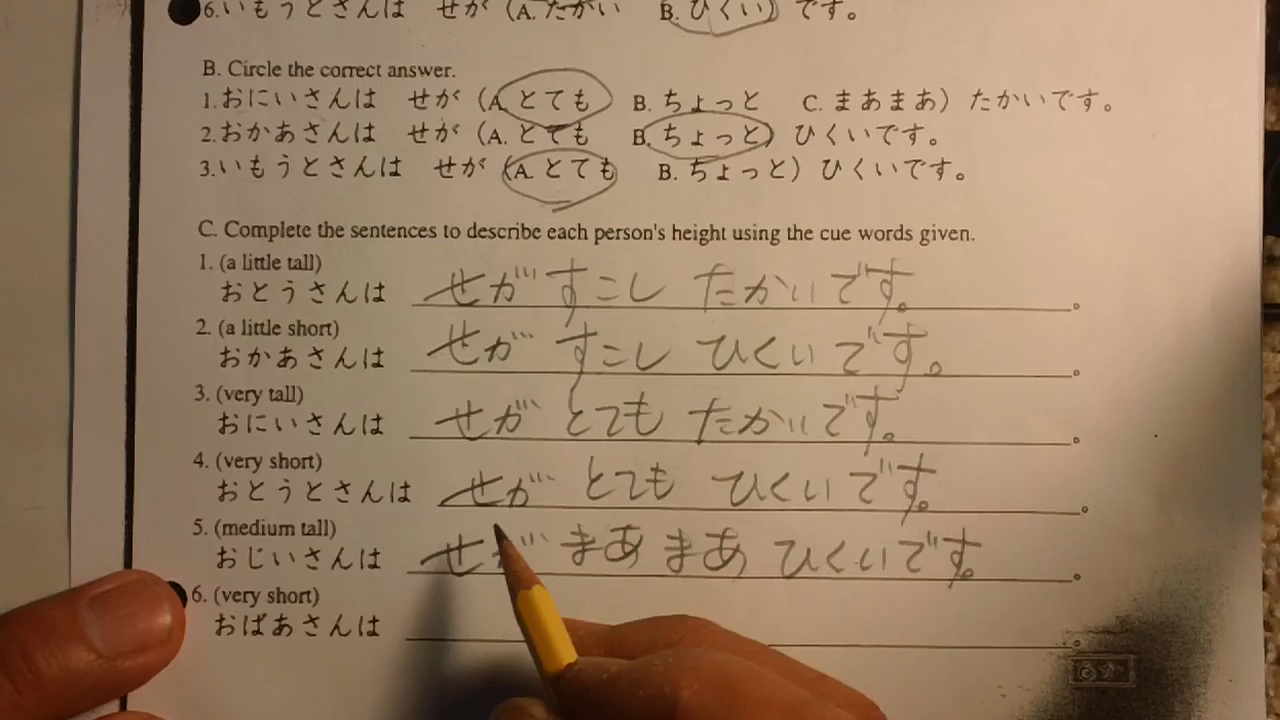 6.いもうとさんは せが (A. たかい B. ひくい) です。
B. Circle the correct answer.
1.おにいさんは せが (A. とても B. ちょっと C. まあまあ) たかいです。
2.おかあさんは せが (A. とても B. ちょっと) ひくいです。
3.いもうとさんは せが (A. とても B. ちょっと) ひくいです。
C. Complete the sentences to describe each person's height using the cue words given.
1. (a little tall)
おとうさんは せが すこし たかいです。 。
2. (a little short)
おかあさんは せが すこし ひくい です。 。
3. (very tall)
おにいさんは せが とても たかいです。 。
4. (very short)
おとうとさんは せが とても ひくい です。 。
5. (medium tall)
おじいさんは せが まあ まあ ひくいです。 。
6. (very short)
おばあさんは 。